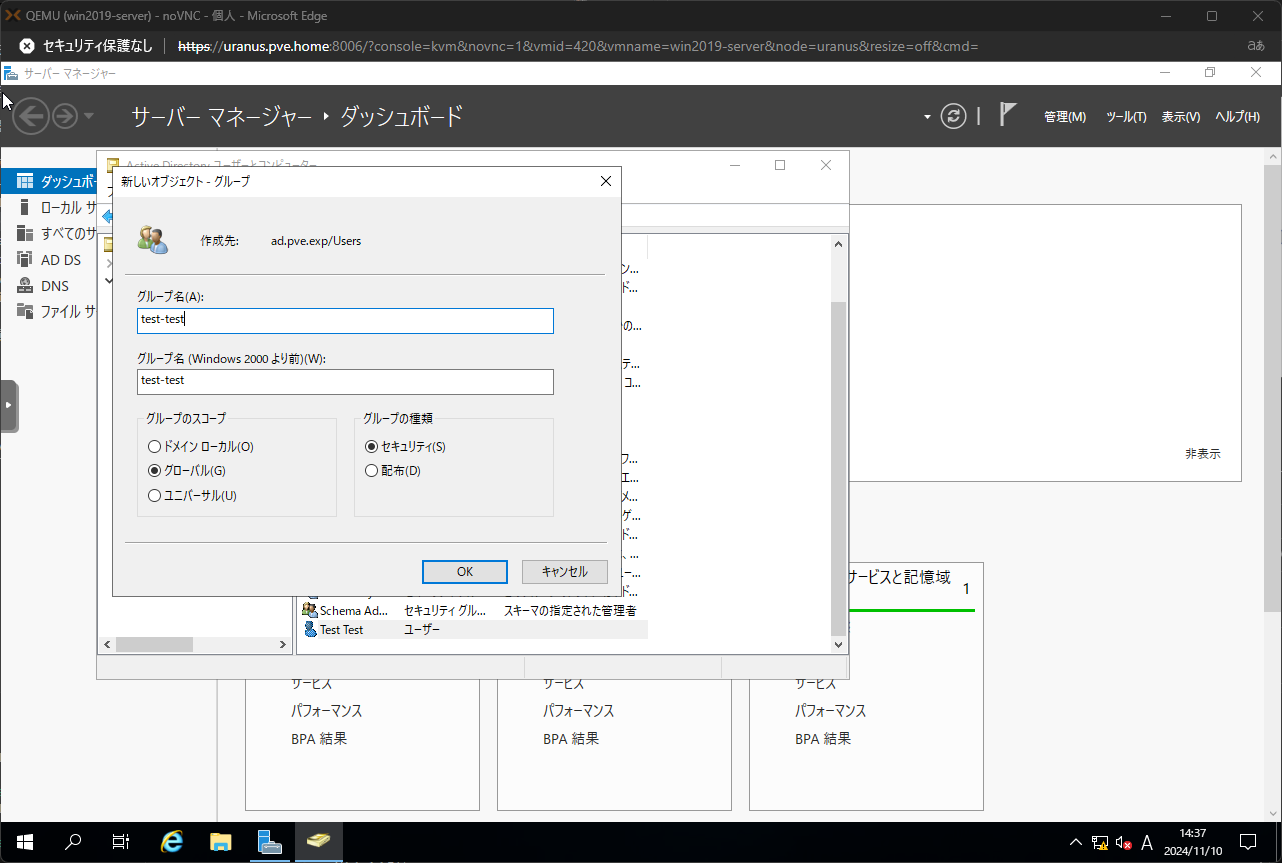 QEMU (win2019-server) - noVNC - 個人 - Microsoft Edge
セキュリティ保護なし
https://uranus.pve.home:8006/?console=kvm&novnc=1&vmid=420&vmname=win2019-server&node=uranus&resize=off&cmd=
aあ
サーバー マネージャー
サーバー マネージャー ‣ ダッシュボード
管理(M) ツール(T) 表示(V) ヘルプ(H)
ダッシュボー
ローカル サ
すべてのサ
AD DS
DNS
ファイル サ
Active Directory ユーザーとコンピューター
新しいオブジェクト - グループ
作成先: ad.pve.exp/Users
グループ名(A):
test-test
グループ名 (Windows 2000 より前)(W):
test-test
グループのスコープ
ドメイン ローカル(O)
グローバル(G)
ユニバーサル(U)
グループの種類
セキュリティ(S)
配布(D)
OK
キャンセル
ン...
ド...
の...
テ...
コ...
ワ...
エ...
メ...
ゲ...
ド...
、...
ー...
ド...
Schema Ad... セキュリティ グル... スキーマの指定された管理者
Test Test ユーザー
非表示
サービスと記憶域
1
サービス
パフォーマンス
BPA 結果
サービス
パフォーマンス
BPA 結果
サービス
パフォーマンス
BPA 結果
A
14:37
2024/11/10